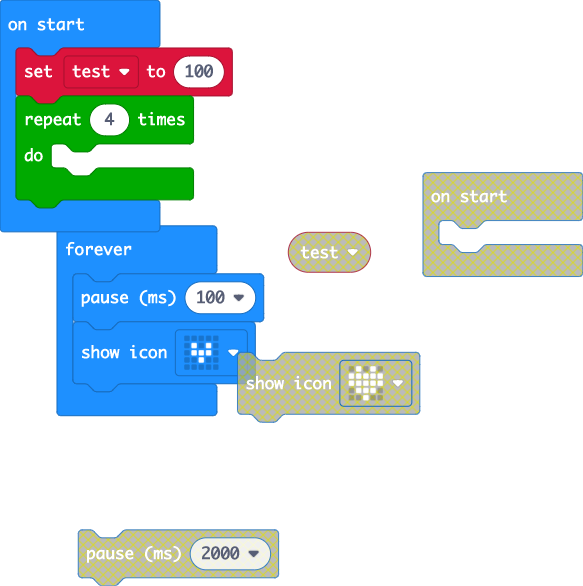 on start
set test to 100
repeat 4 times
do
on start
forever
test
pause (ms) 100
show icon
show icon
pause (ms) 2000